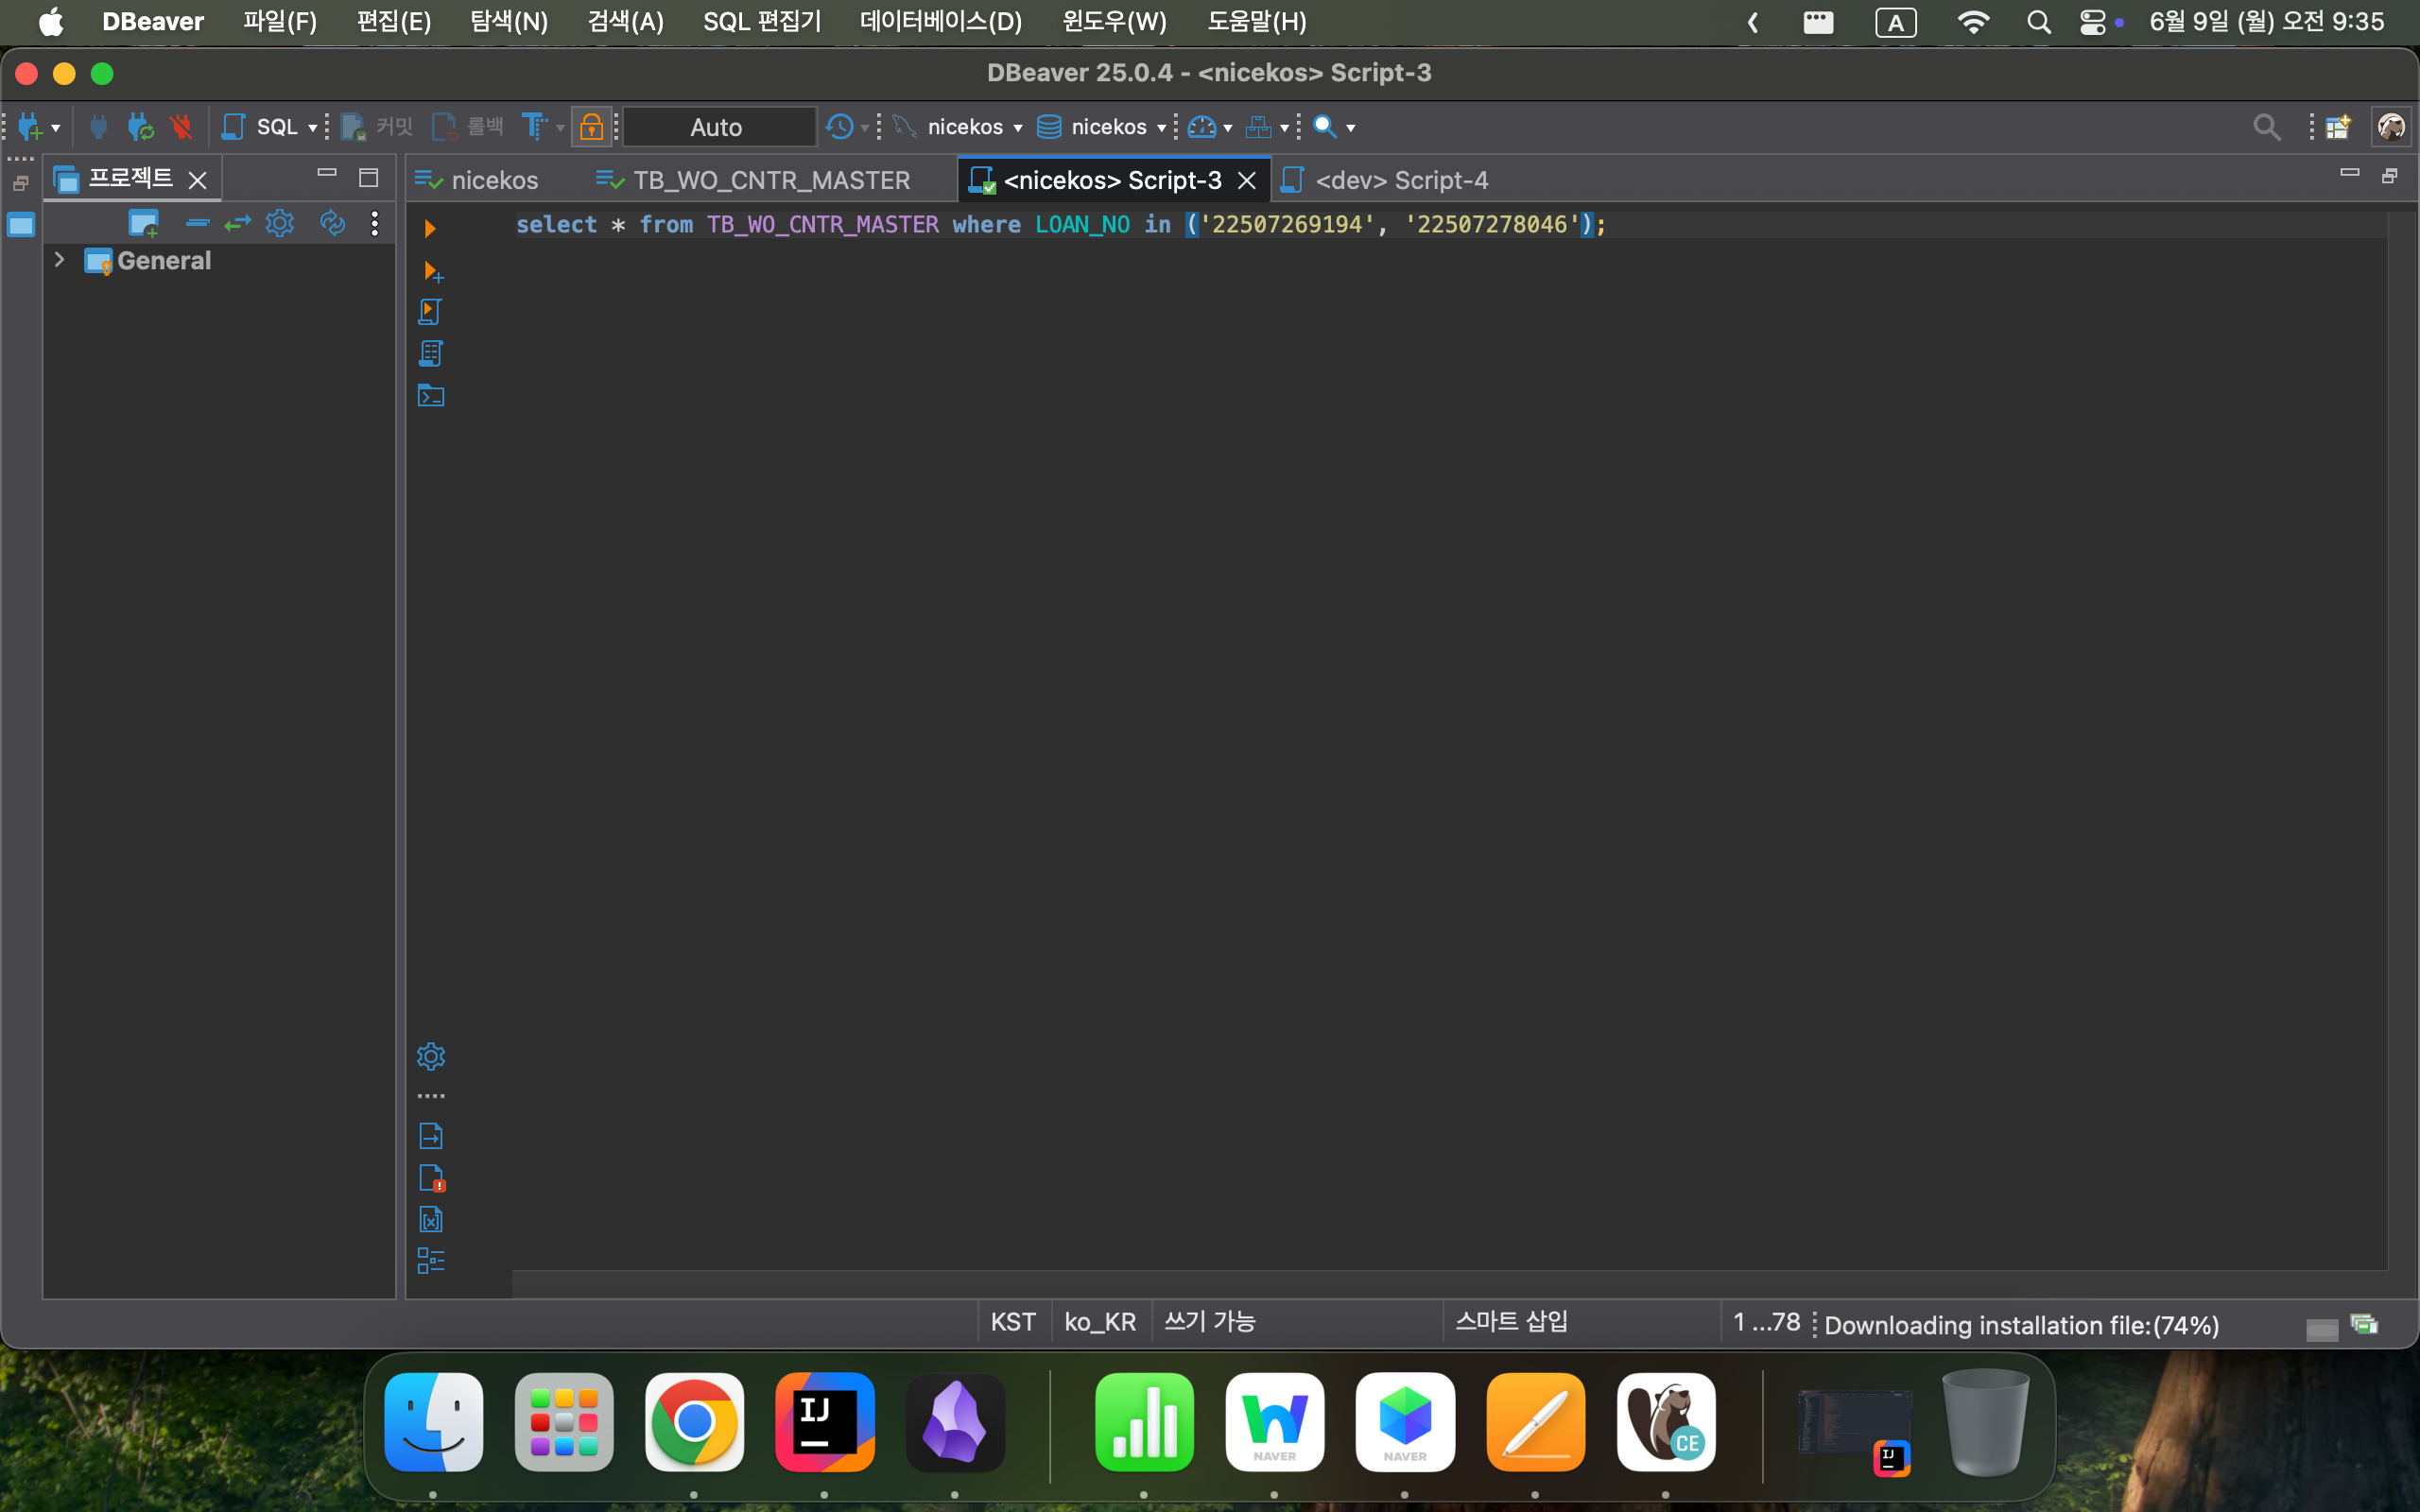 DBeaver 파일(F) 편집(E) 탐색(N) 검색(A) SQL 편집기 데이터베이스(D) 윈도우(W) 도움말(H) A 6월 9일 (월) 오전 9:35
DBeaver 25.0.4 - <nicekos> Script-3
SQL 커밋 롤백 Auto nicekos nicekos
프로젝트 nicekos TB_WO_CNTR_MASTER <nicekos> Script-3 <dev> Script-4
select * from TB_WO_CNTR_MASTER where LOAN_NO in ('22507269194', '22507278046');
General
KST ko_KR 쓰기 가능 스마트 삽입 1 ...78 Downloading installation file:(74%)
IJ NAVER NAVER CE IJ